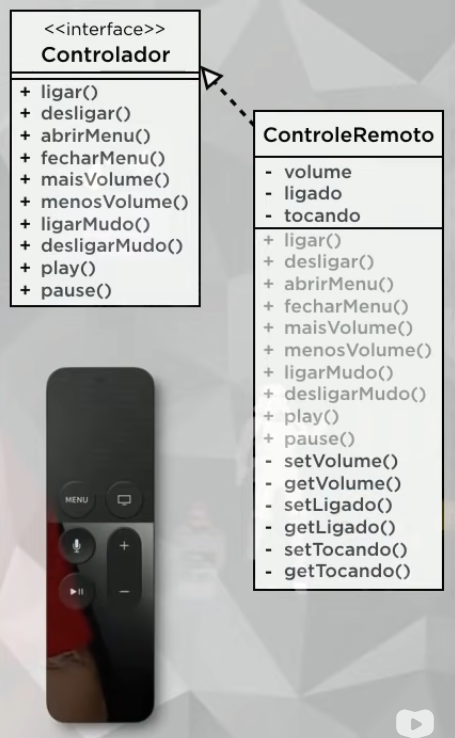 <<interface>>
Controlador
+ ligar()
+ desligar()
+ abrirMenu()
+ fecharMenu()
+ maisVolume()
+ menosVolume()
+ ligarMudo()
+ desligarMudo()
+ play()
+ pause()
ControleRemoto
- volume
- ligado
- tocando
+ ligar()
+ desligar()
+ abrirMenu()
+ fecharMenu()
+ maisVolume()
+ menosVolume()
+ ligarMudo()
+ desligarMudo()
+ play()
+ pause()
- setVolume()
- getVolume()
- setLigado()
- getLigado()
- setTocando()
- getTocando()
MENU
+
−